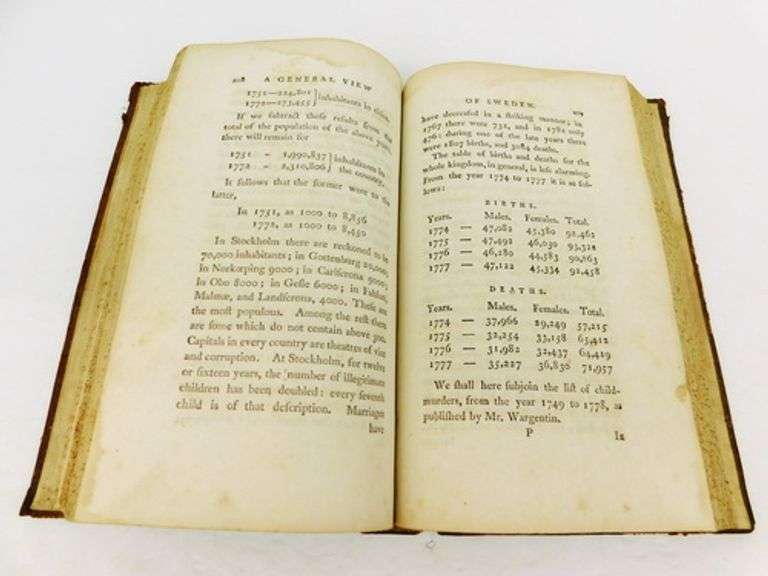 208 A GENERAL VIEW
1751—224,801
1772—273,455 } inhabitants in cities.
If we subtract these results from the
total of the population of the above years
there will remain for
1751 - 1,990,837
1772 - 2,310,806 } inhabitants in the country.
It follows that the former were to the
latter,
In 1751, as 1000 to 8,856
1772, as 1000 to 8,450
In Stockholm there are reckoned to be
70,000 inhabitants; in Gottenburg 20,000;
in Norkœping 9000; in Carlscrona 9000;
in Obo 8000; in Gefle 6000; in Fahlun,
Malmœ, and Landscrona, 4000. These are
the most populous. Among the rest there
are some which do not contain above 300.
Capitals in every country are theatres of vice
and corruption. At Stockholm, for twelve
or sixteen years, the number of illegitimate
children has been doubled: every seventh
child is of that description. Marriages
have
OF SWEDEN. 209
have decreased in a striking manner; in
1767 there were 731, and in 1782 only
476: during one of the late years there
were 1807 births, and 3084 deaths.
The table of births and deaths for the
whole kingdom, in general, is less alarming.
From the year 1774 to 1777 it is as fol-
lows:
BIRTHS.
Years. Males. Females. Total.
1774 — 47,082 45,380 92,462
1775 — 47,492 46,030 93,522
1776 — 46,280 44,583 90,863
1777 — 47,122 45,334 92,458
DEATHS.
Years. Males. Females. Total.
1774 — 37,966 29,249 57,215
1775 — 32,254 33,158 65,412
1776 — 31,982 32,437 64,419
1777 — 35,227 36,830 71,957
We shall here subjoin the list of child-
murders, from the year 1749 to 1778, as
published by Mr. Wargentin.
P In